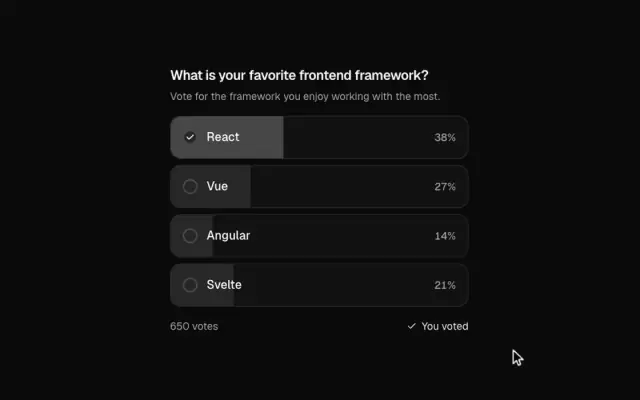 What is your favorite frontend framework?
Vote for the framework you enjoy working with the most.
React 38%
Vue 27%
Angular 14%
Svelte 21%
650 votes You voted